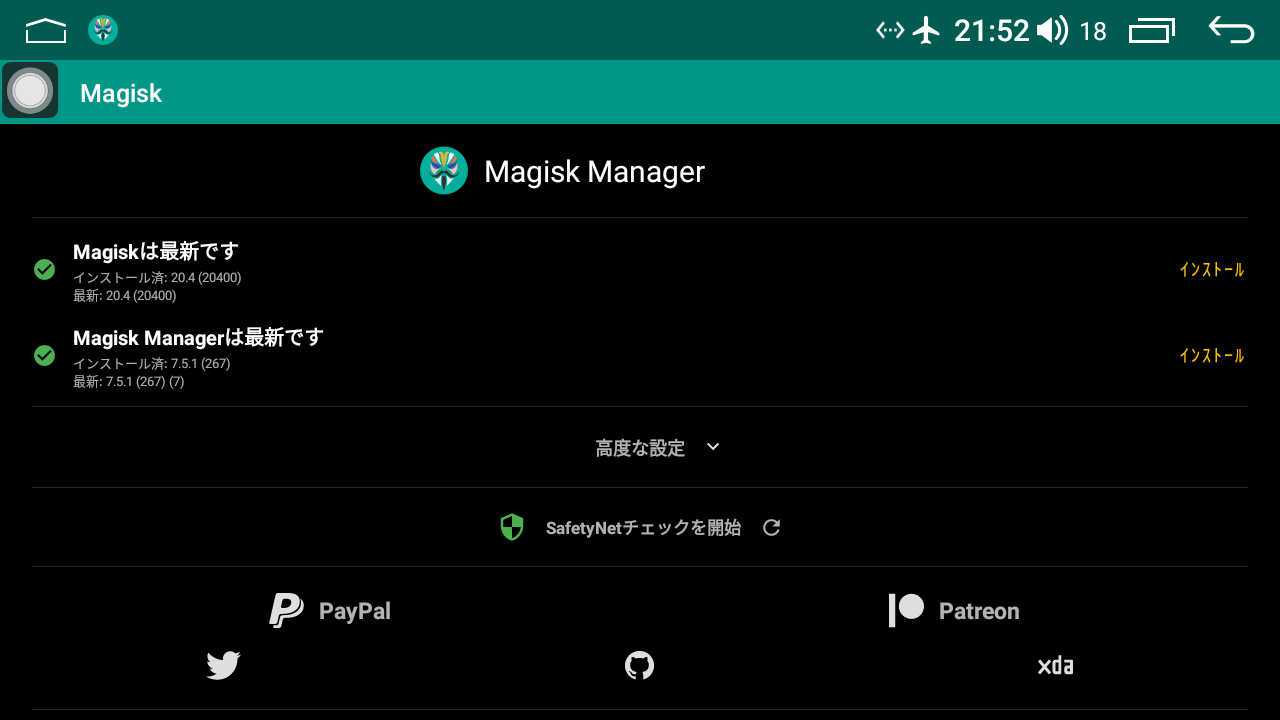 21:52 18
Magisk
Magisk Manager
Magiskは最新です
インストール済: 20.4 (20400)
最新: 20.4 (20400)
ｲﾝｽﾄｰﾙ
Magisk Managerは最新です
インストール済: 7.5.1 (267)
最新: 7.5.1 (267) (7)
ｲﾝｽﾄｰﾙ
高度な設定
SafetyNetチェックを開始
PayPal
Patreon
xda